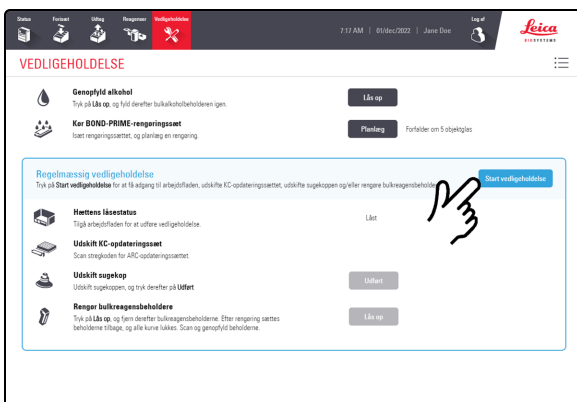 Status Forisæt Udtag Reagenser Vedligeholdelse
7:17 AM | 01/dec/2022 | Jane Doe
Log af
Leica
BIOSYSTEMS
VEDLIGEHOLDELSE
Genopfyld alkohol
Tryk på Lås op, og fyld derefter bulkalkoholbeholderen igen.
Lås op
Kør BOND-PRIME-rengøringssæt
Isæt rengøringssættet, og planlæg en rengøring.
Planlæg
Forfalder om 5 objektglas
Regelmæssig vedligeholdelse
Tryk på Start vedligeholdelse for at få adgang til arbejdsfladen, udskifte KC-opdateringssættet, udskifte sugekoppen og/eller rengøre bulkreagensbeholde
Start vedligeholdelse
Hættens låsestatus
Tilgå arbejdsfladen for at udføre vedligeholdelse.
Låst
Udskift KC-opdateringssæt
Scan stregkoden for ARC-opdateringssættet.
Udskift sugekop
Udskift sugekoppen, og tryk derefter på Udført
Udført
Rengør bulkreagensbeholdere
Tryk på Lås op, og fjern derefter bulkreagensbeholderne. Efter rengøring sættes
beholderne tilbage, og alle kurve lukkes. Scan og genopfyld beholderne.
Lås op